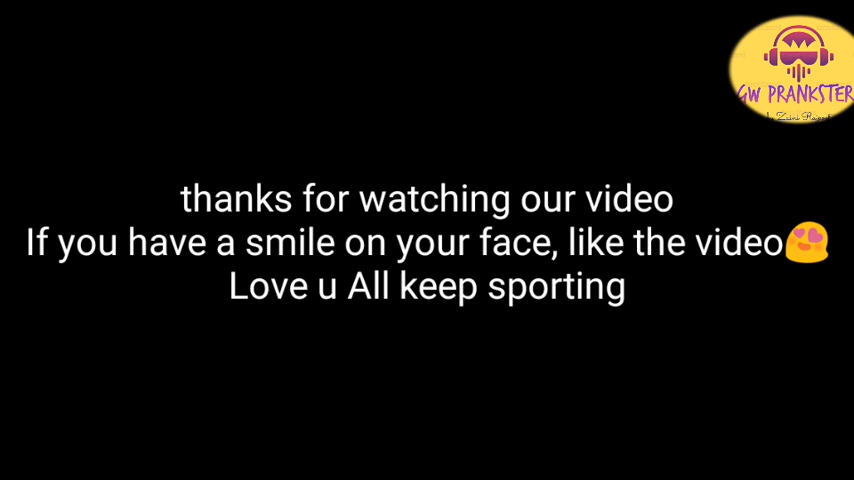 GW PRANKSTER
thanks for watching our video
If you have a smile on your face, like the video😍
Love u All keep sporting